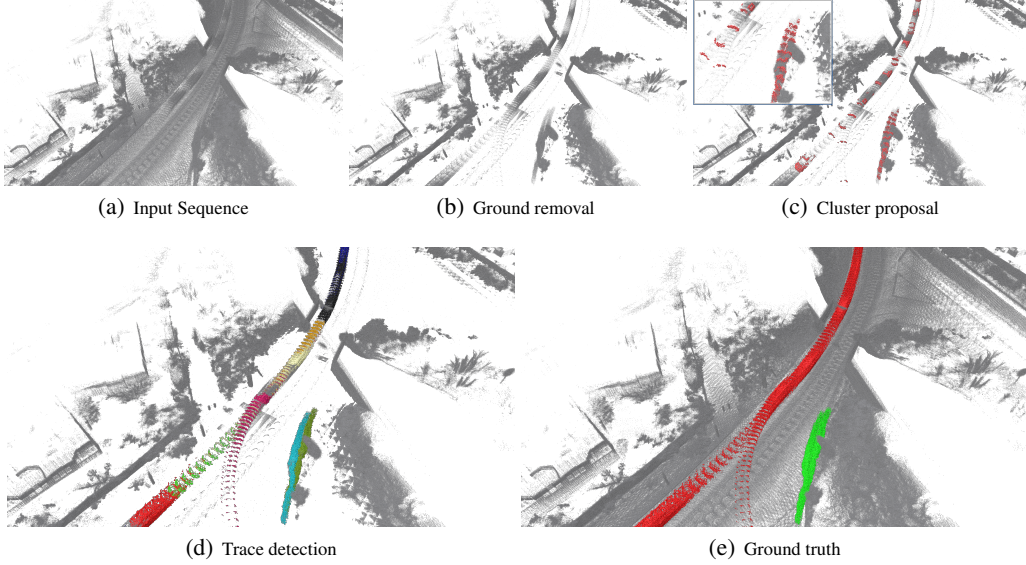 (a) Input Sequence
(b) Ground removal
(c) Cluster proposal
(d) Trace detection
(e) Ground truth